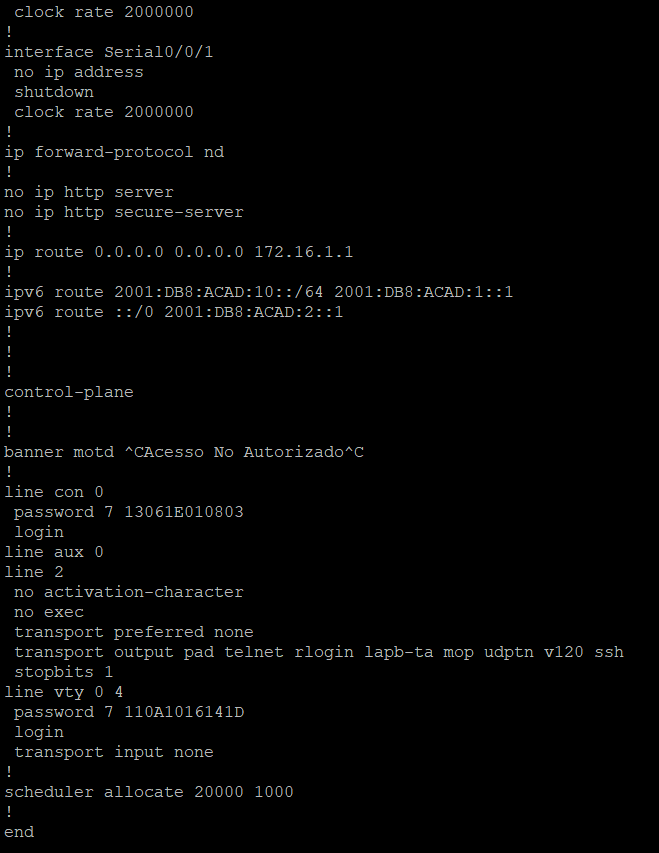 clock rate 2000000
!
interface Serial0/0/1
no ip address
shutdown
clock rate 2000000
!
ip forward-protocol nd
!
no ip http server
no ip http secure-server
!
ip route 0.0.0.0 0.0.0.0 172.16.1.1
!
ipv6 route 2001:DB8:ACAD:10::/64 2001:DB8:ACAD:1::1
ipv6 route ::/0 2001:DB8:ACAD:2::1
!
!
!
control-plane
!
!
banner motd ^CAcesso No Autorizado^C
!
line con 0
password 7 13061E010803
login
line aux 0
line 2
no activation-character
no exec
transport preferred none
transport output pad telnet rlogin lapb-ta mop udptn v120 ssh
stopbits 1
line vty 0 4
password 7 110A1016141D
login
transport input none
!
scheduler allocate 20000 1000
!
end